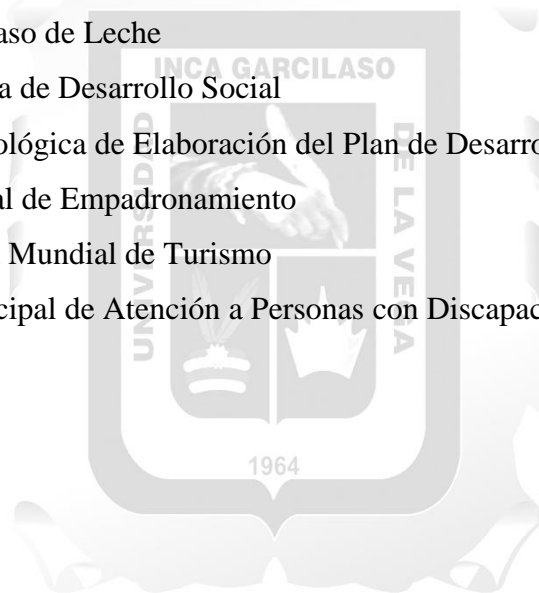 aso de Leche
INCA GARCILASO
a de Desarrollo Social
ológica de Elaboración del Plan de Desarro
al de Empadronamiento
Mundial de Turismo
cipal de Atención a Personas con Discapac
UNIVERSIDAD
DE LA VEGA
1964